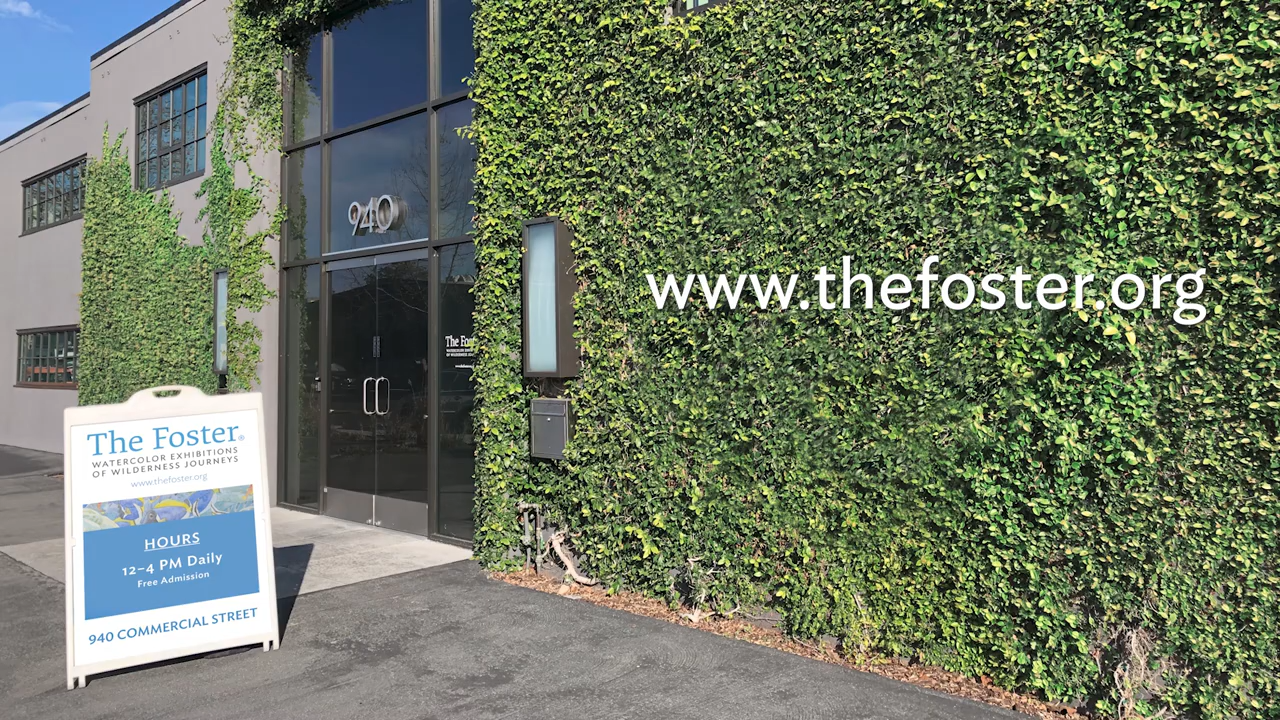 940
www.thefoster.org
The Fos
The Foster®
WATERCOLOR EXHIBITIONS
OF WILDERNESS JOURNEYS
www.thefoster.org
HOURS
12–4 PM Daily
Free Admission
940 COMMERCIAL STREET